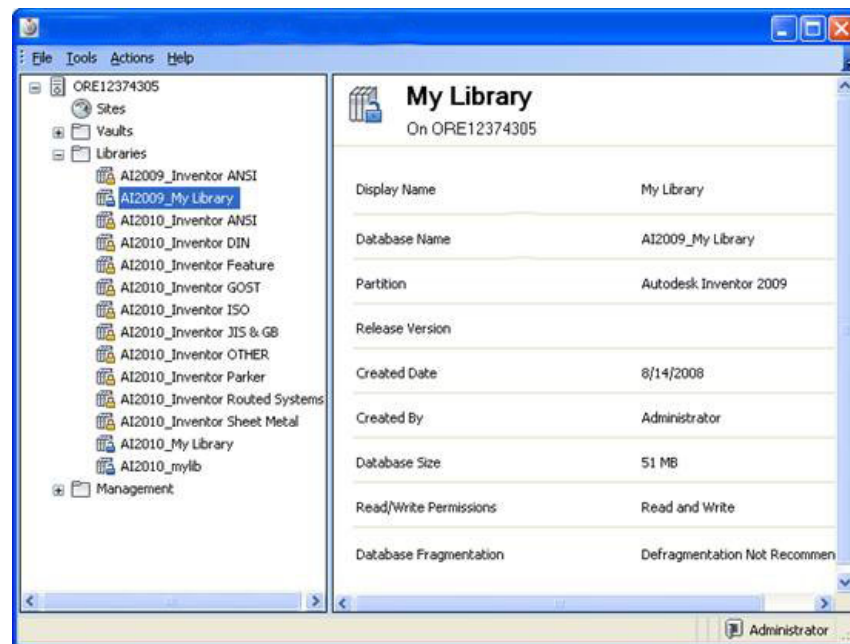 File Tools Actions Help
ORE12374305
Sites
Vaults
Libraries
AI2009_Inventor ANSI
AI2009_My Library
AI2010_Inventor ANSI
AI2010_Inventor DIN
AI2010_Inventor Feature
AI2010_Inventor GOST
AI2010_Inventor ISO
AI2010_Inventor JIS & GB
AI2010_Inventor OTHER
AI2010_Inventor Parker
AI2010_Inventor Routed Systems
AI2010_Inventor Sheet Metal
AI2010_My Library
AI2010_mylib
Management
My Library
On ORE12374305
Display Name My Library
Database Name AI2009_My Library
Partition Autodesk Inventor 2009
Release Version
Created Date 8/14/2008
Created By Administrator
Database Size 51 MB
Read/Write Permissions Read and Write
Database Fragmentation Defragmentation Not Recommen
Administrator